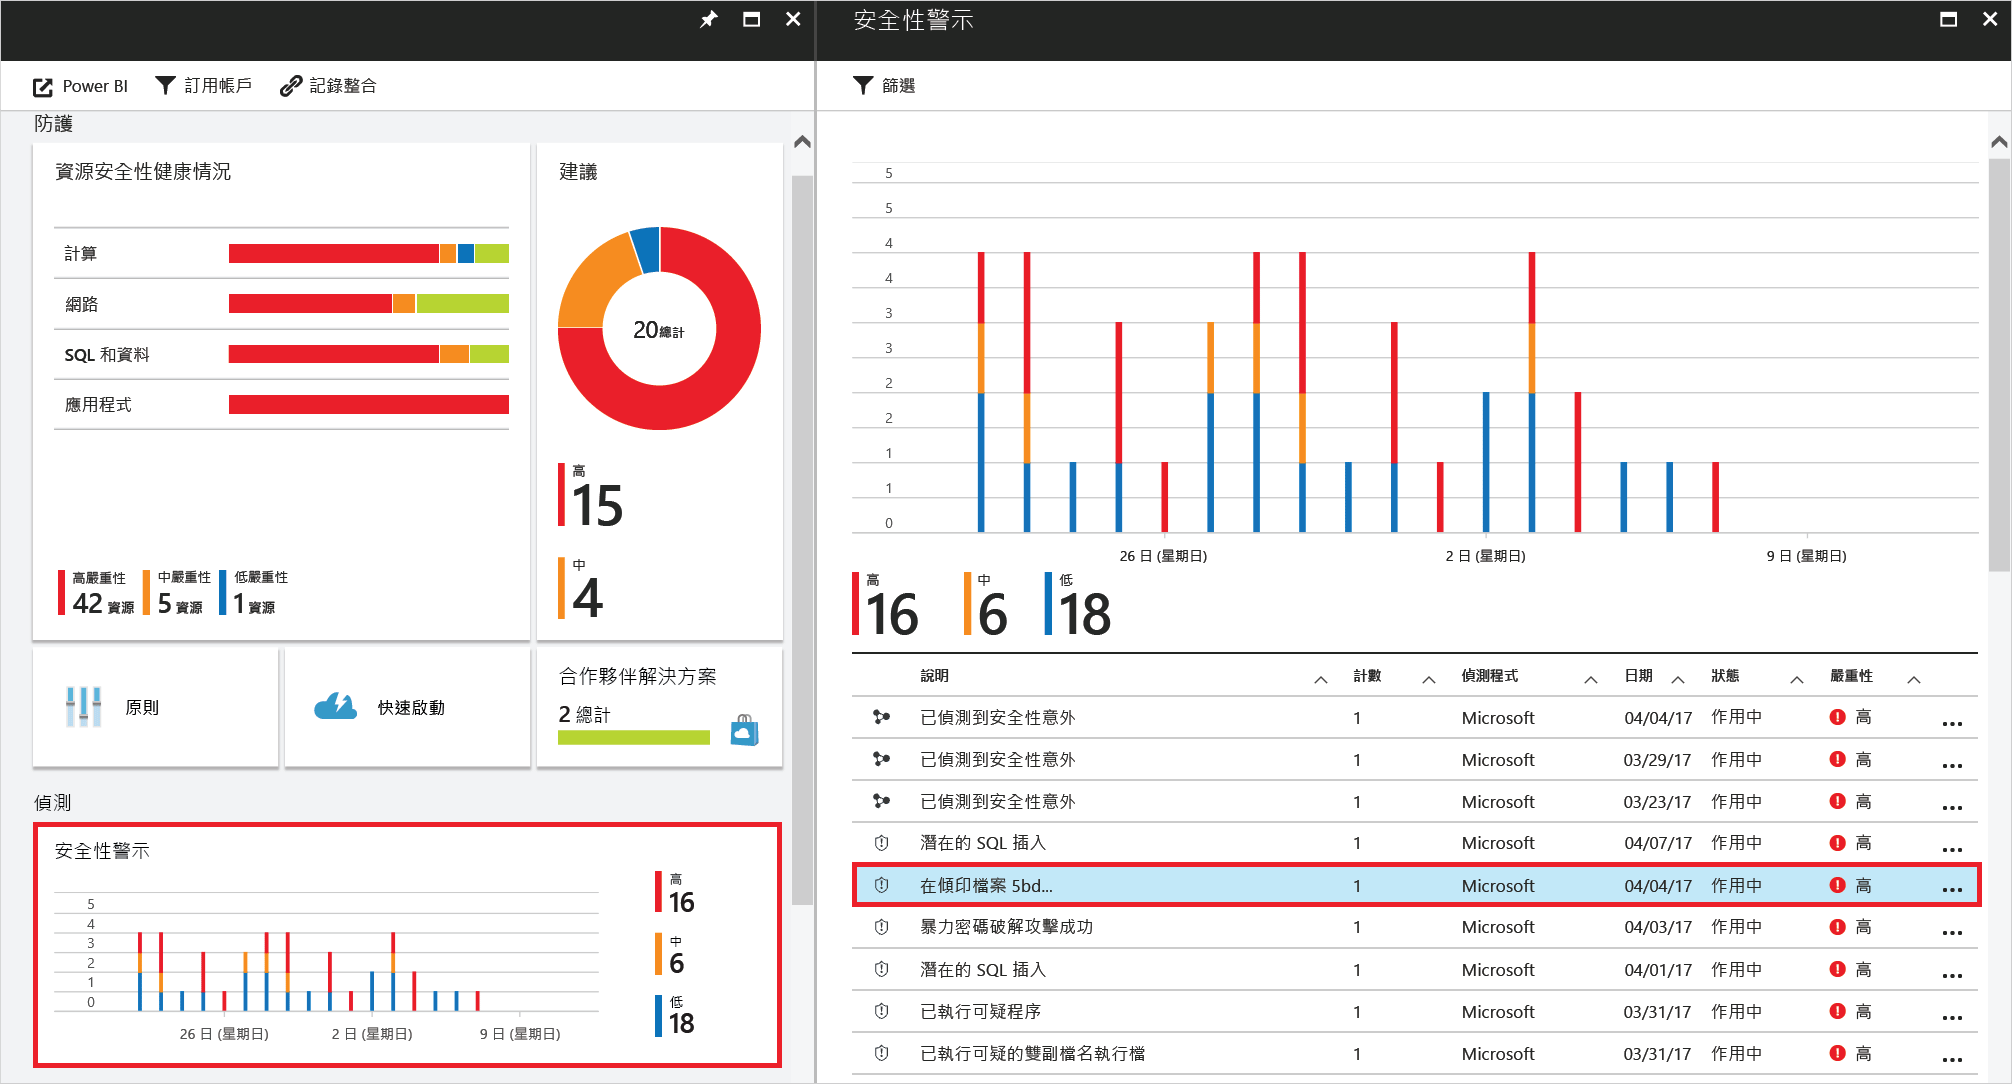 Power BI
訂用帳戶
記錄整合
防護
資源安全性健康情況
計算
網路
SQL 和資料
應用程式
高嚴重性
42 資源
中嚴重性
5 資源
低嚴重性
1 資源
建議
20總計
高
15
中
4
原則
快速啟動
合作夥伴解決方案
2 總計
偵測
安全性警示
5
4
3
2
1
0
26 日 (星期日)
2 日 (星期日)
9 日 (星期日)
高
16
中
6
低
18
安全性警示
篩選
5
5
4
4
3
3
2
2
1
1
0
26 日 (星期日)
2 日 (星期日)
9 日 (星期日)
高
16
中
6
低
18
說明 計數 偵測程式 日期 狀態 嚴重性
已偵測到安全性意外 1 Microsoft 04/04/17 作用中 高 ...
已偵測到安全性意外 1 Microsoft 03/29/17 作用中 高 ...
已偵測到安全性意外 1 Microsoft 03/23/17 作用中 高 ...
潛在的 SQL 插入 1 Microsoft 04/07/17 作用中 高 ...
在傾印檔案 5bd... 1 Microsoft 04/04/17 作用中 高 ...
暴力密碼破解攻擊成功 1 Microsoft 04/03/17 作用中 高 ...
潛在的 SQL 插入 1 Microsoft 04/01/17 作用中 高 ...
已執行可疑程序 1 Microsoft 03/31/17 作用中 高 ...
已執行可疑的雙副檔名執行檔 1 Microsoft 03/31/17 作用中 高 ...